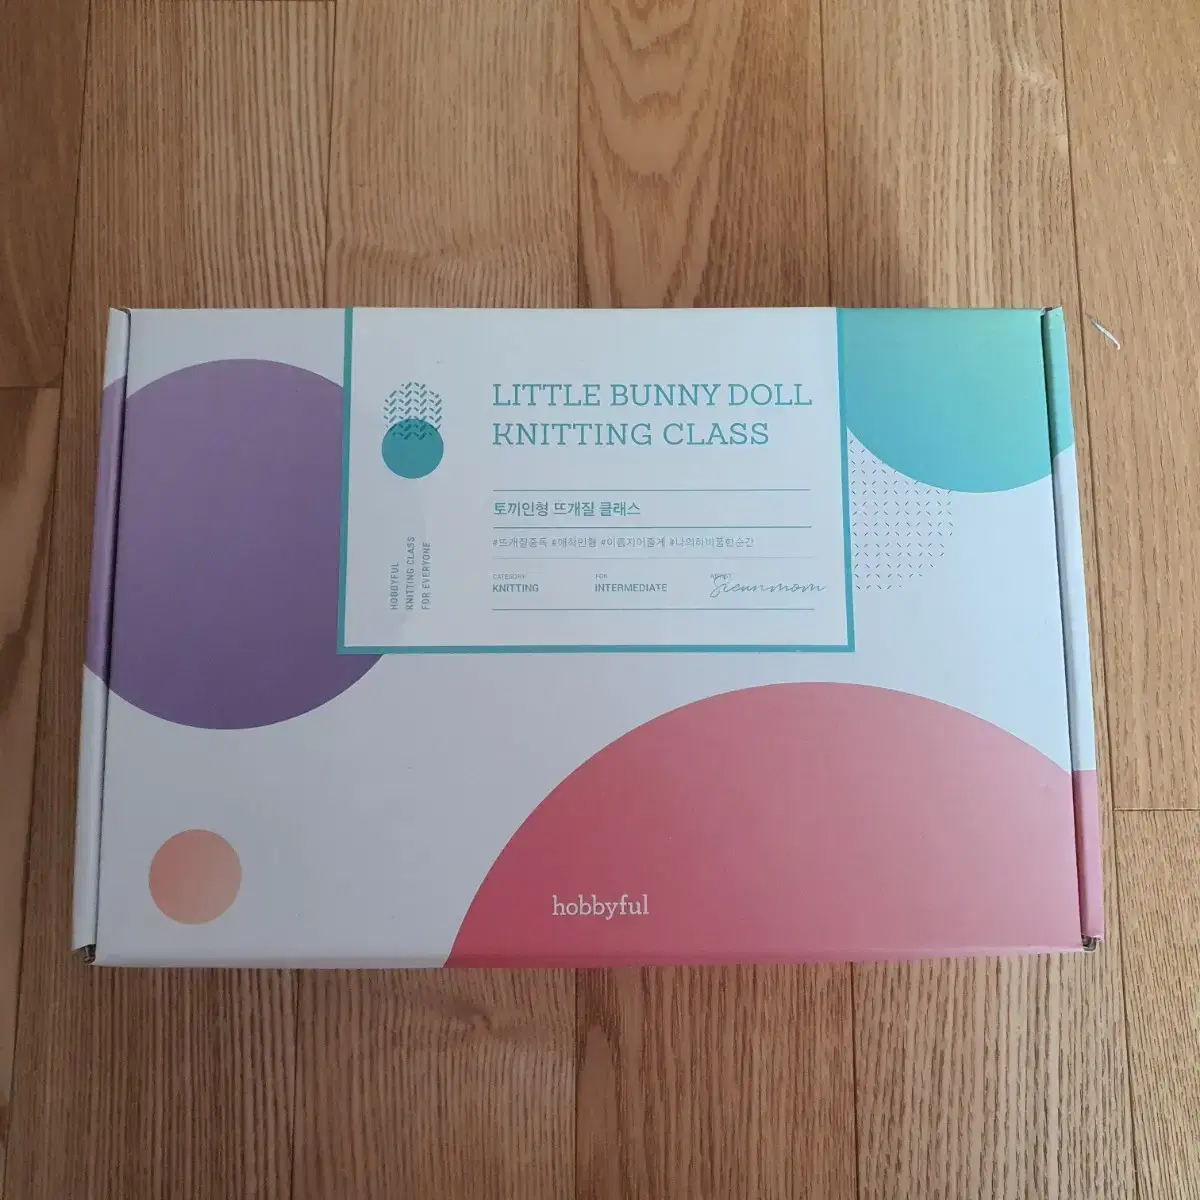 LITTLE BUNNY DOLL
KNITTING CLASS
토끼인형 뜨개질 클래스
#뜨개질중독 #애착인형 #이름지어줄게 #나의하비풀한순간
CATEGORY
KNITTING
FOR
INTERMEDIATE
ARTIST
Sieunmom
HOBBYFUL
KNITTING CLASS
FOR EVERYONE
hobbyful